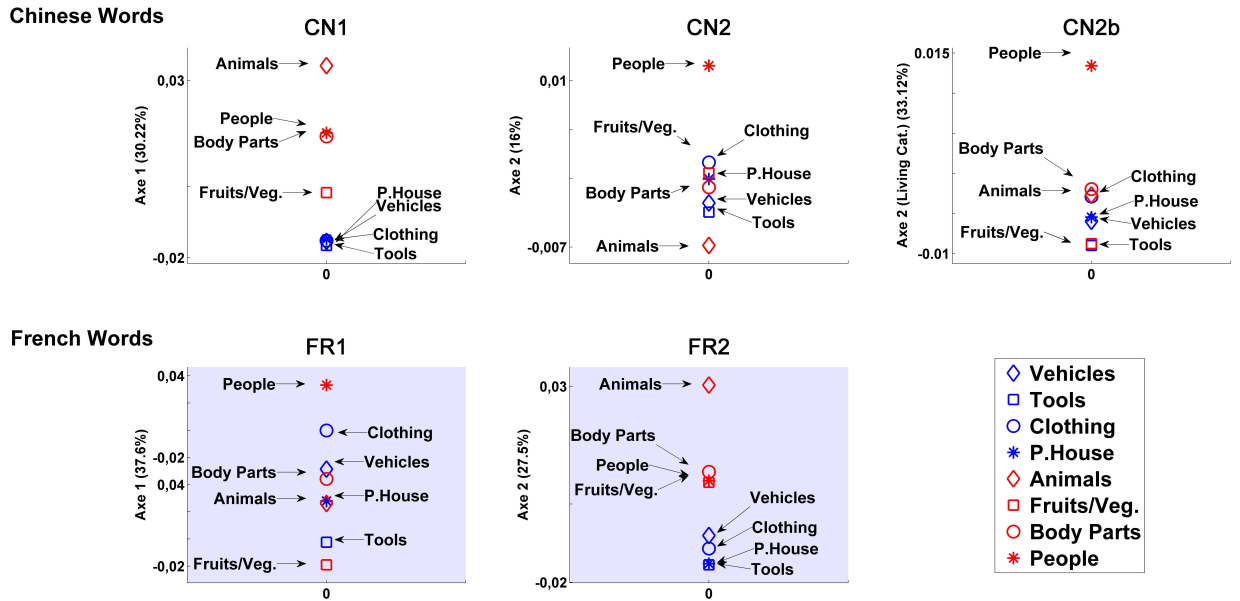 Chinese Words
CN1
Axe 1 (30.22%)
0,03
-0,02
0
Animals
People
Body Parts
Fruits/Veg.
P.House
Vehicles
Clothing
Tools
CN2
Axe 2 (16%)
0,01
-0,007
0
People
Fruits/Veg.
Clothing
P.House
Body Parts
Vehicles
Tools
Animals
CN2b
Axe 2 (Living Cat.) (33.12%)
0.015
-0.01
0
People
Body Parts
Animals
Clothing
P.House
Vehicles
Fruits/Veg.
Tools
French Words
FR1
Axe 1 (37.6%)
0,04
-0,02
0,04
-0,02
0
People
Clothing
Vehicles
Body Parts
Animals
P.House
Tools
Fruits/Veg.
FR2
Axe 2 (27.5%)
0,03
-0,02
0
Animals
Body Parts
People
Fruits/Veg.
Vehicles
Clothing
P.House
Tools
Vehicles
Tools
Clothing
P.House
Animals
Fruits/Veg.
Body Parts
People